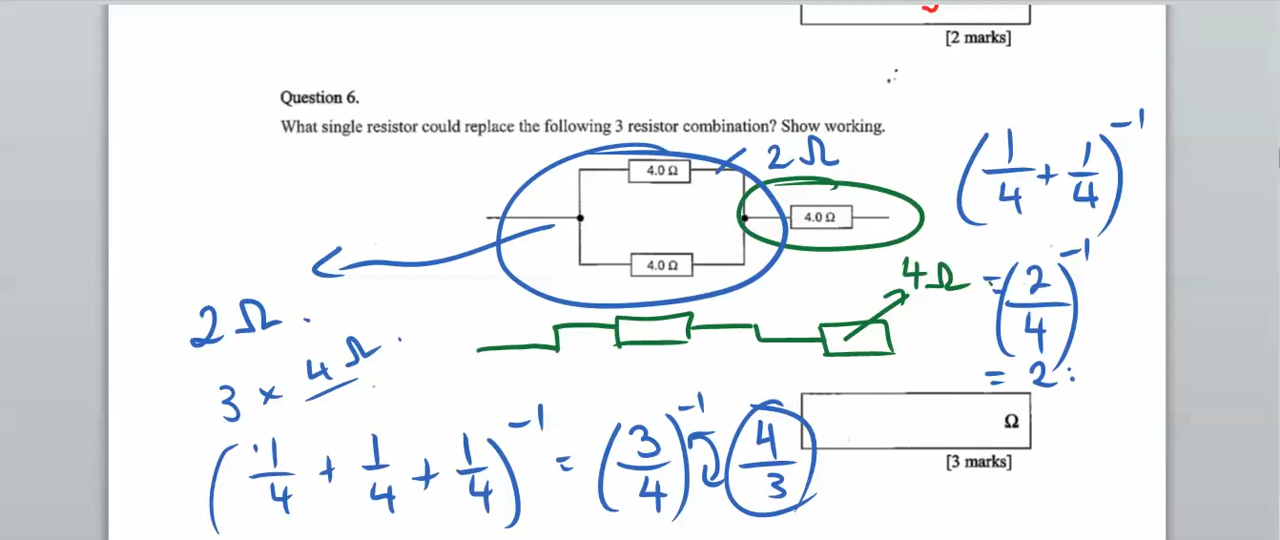 [2 marks]
Question 6.
What single resistor could replace the following 3 resistor combination? Show working.
4.0 Ω
2 Ω
(1/4 + 1/4)⁻¹
4.0 Ω
4.0 Ω
4Ω
= (2/4)⁻¹
= 2
2 Ω.
3 × 4 Ω
Ω
(1/4 + 1/4 + 1/4)⁻¹ = (3/4)⁻¹ 4/3
[3 marks]